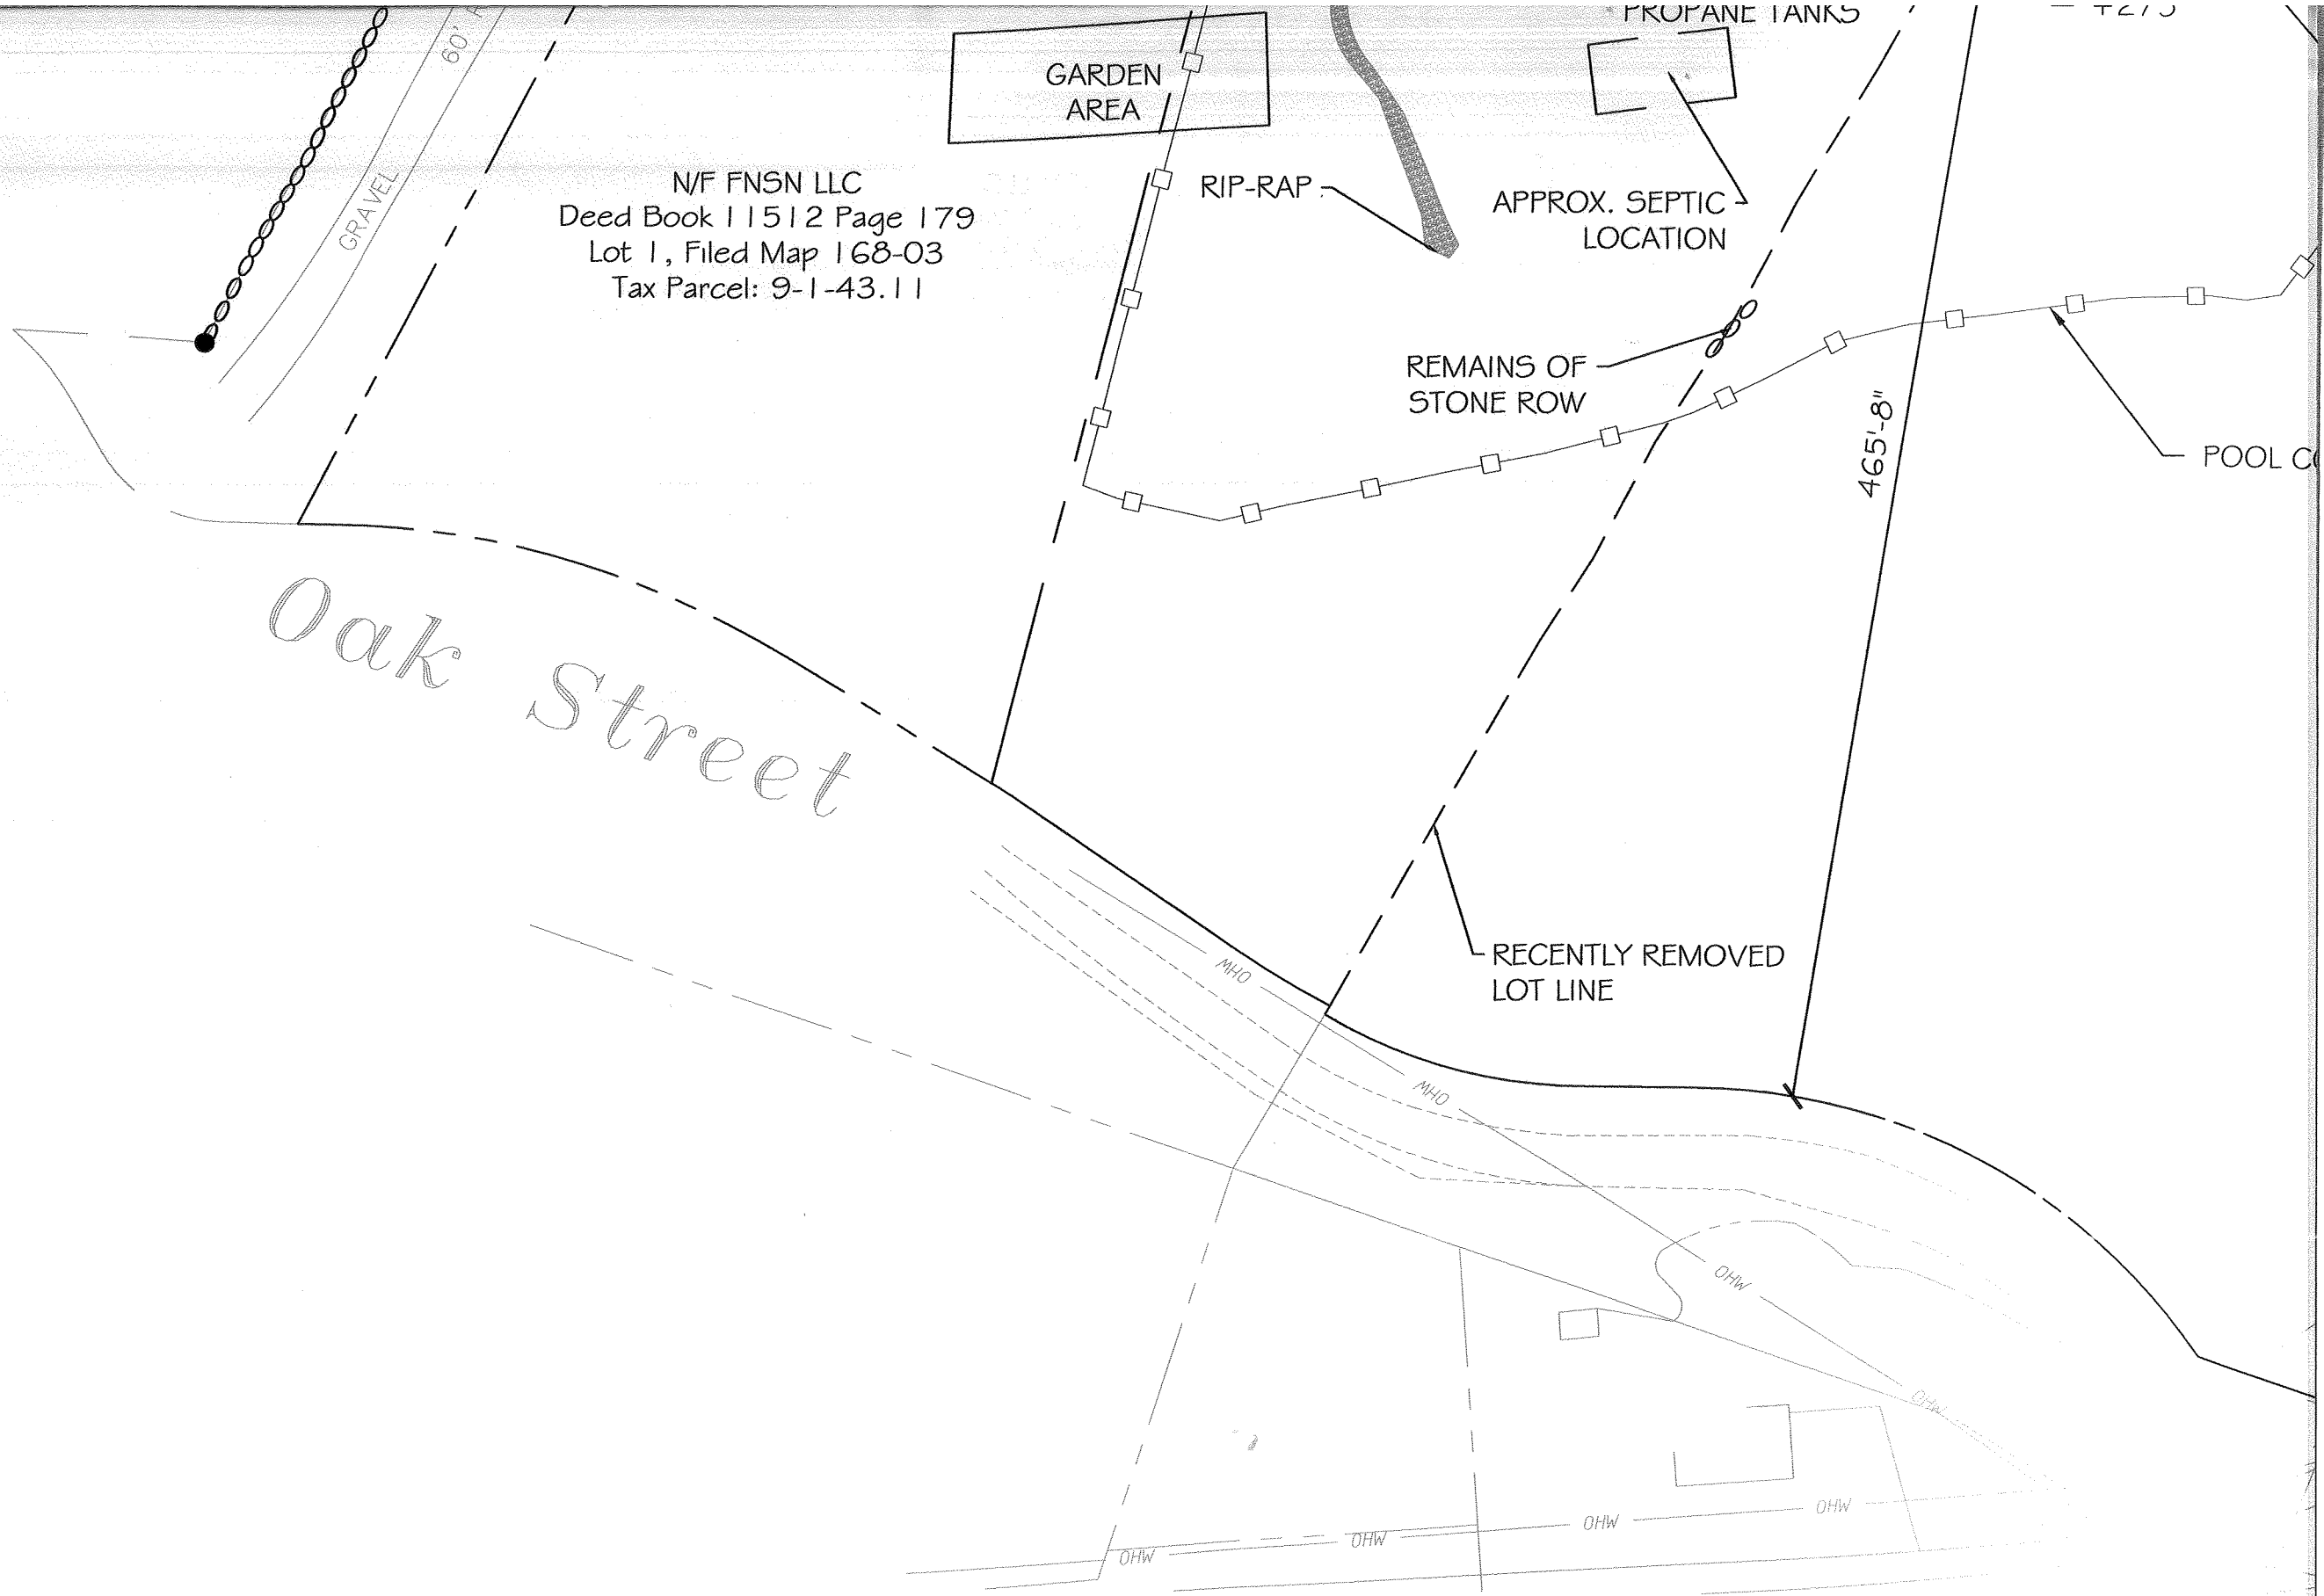 PROPANE TANKS
60'
GARDEN
AREA
GRAVEL
N/F FNSN LLC
Deed Book 11512 Page 179
Lot 1, Filed Map 168-03
Tax Parcel: 9-1-43.11
RIP-RAP
APPROX. SEPTIC
LOCATION
REMAINS OF
STONE ROW
465'-8"
POOL
Oak Street
RECENTLY REMOVED
LOT LINE
OHW
OHW
OHW
OHW
OHW
OHW
OHW
OHW